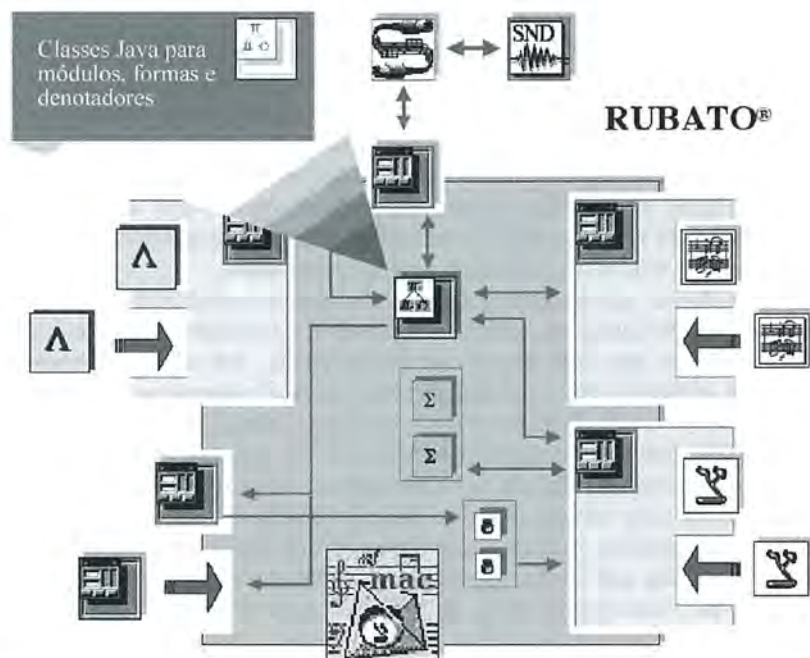 Classes Java para
módulos, formas e
denotadores
SND
RUBATO®
Λ
Λ
Σ
Σ
mac